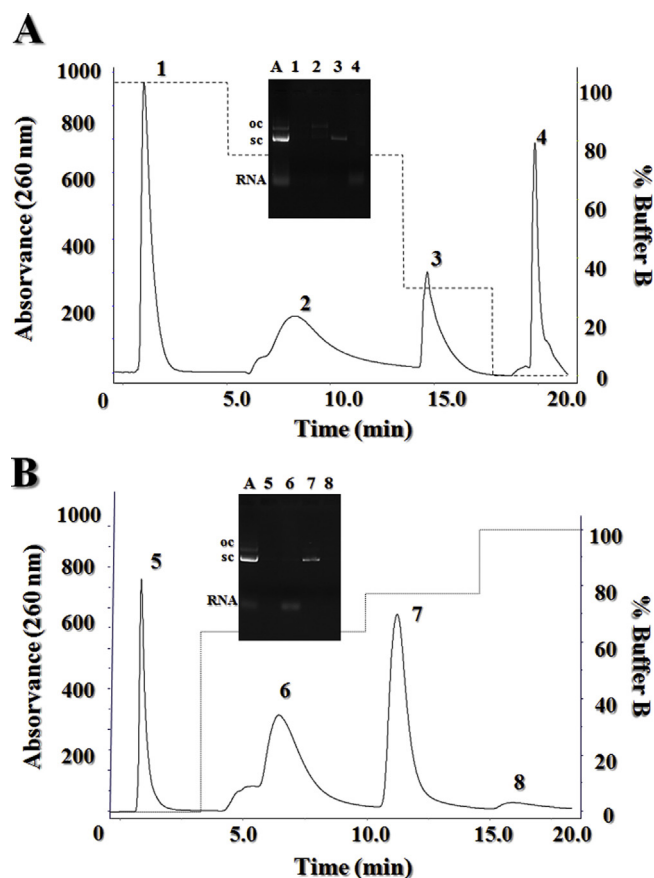 A
Absorvance (260 nm)
1000
800
600
400
200
0
1
2
3
4
A 1 2 3 4
oc
sc
RNA
100
80
60
40
20
0
% Buffer B
0 5.0 10.0 15.0 20.0
Time (min)
B
Absorvance (260 nm)
1000
800
600
400
200
0
5
6
7
8
A 5 6 7 8
oc
sc
RNA
100
80
60
40
20
0
% Buffer B
5.0 10.0 15.0 20.0
Time (min)